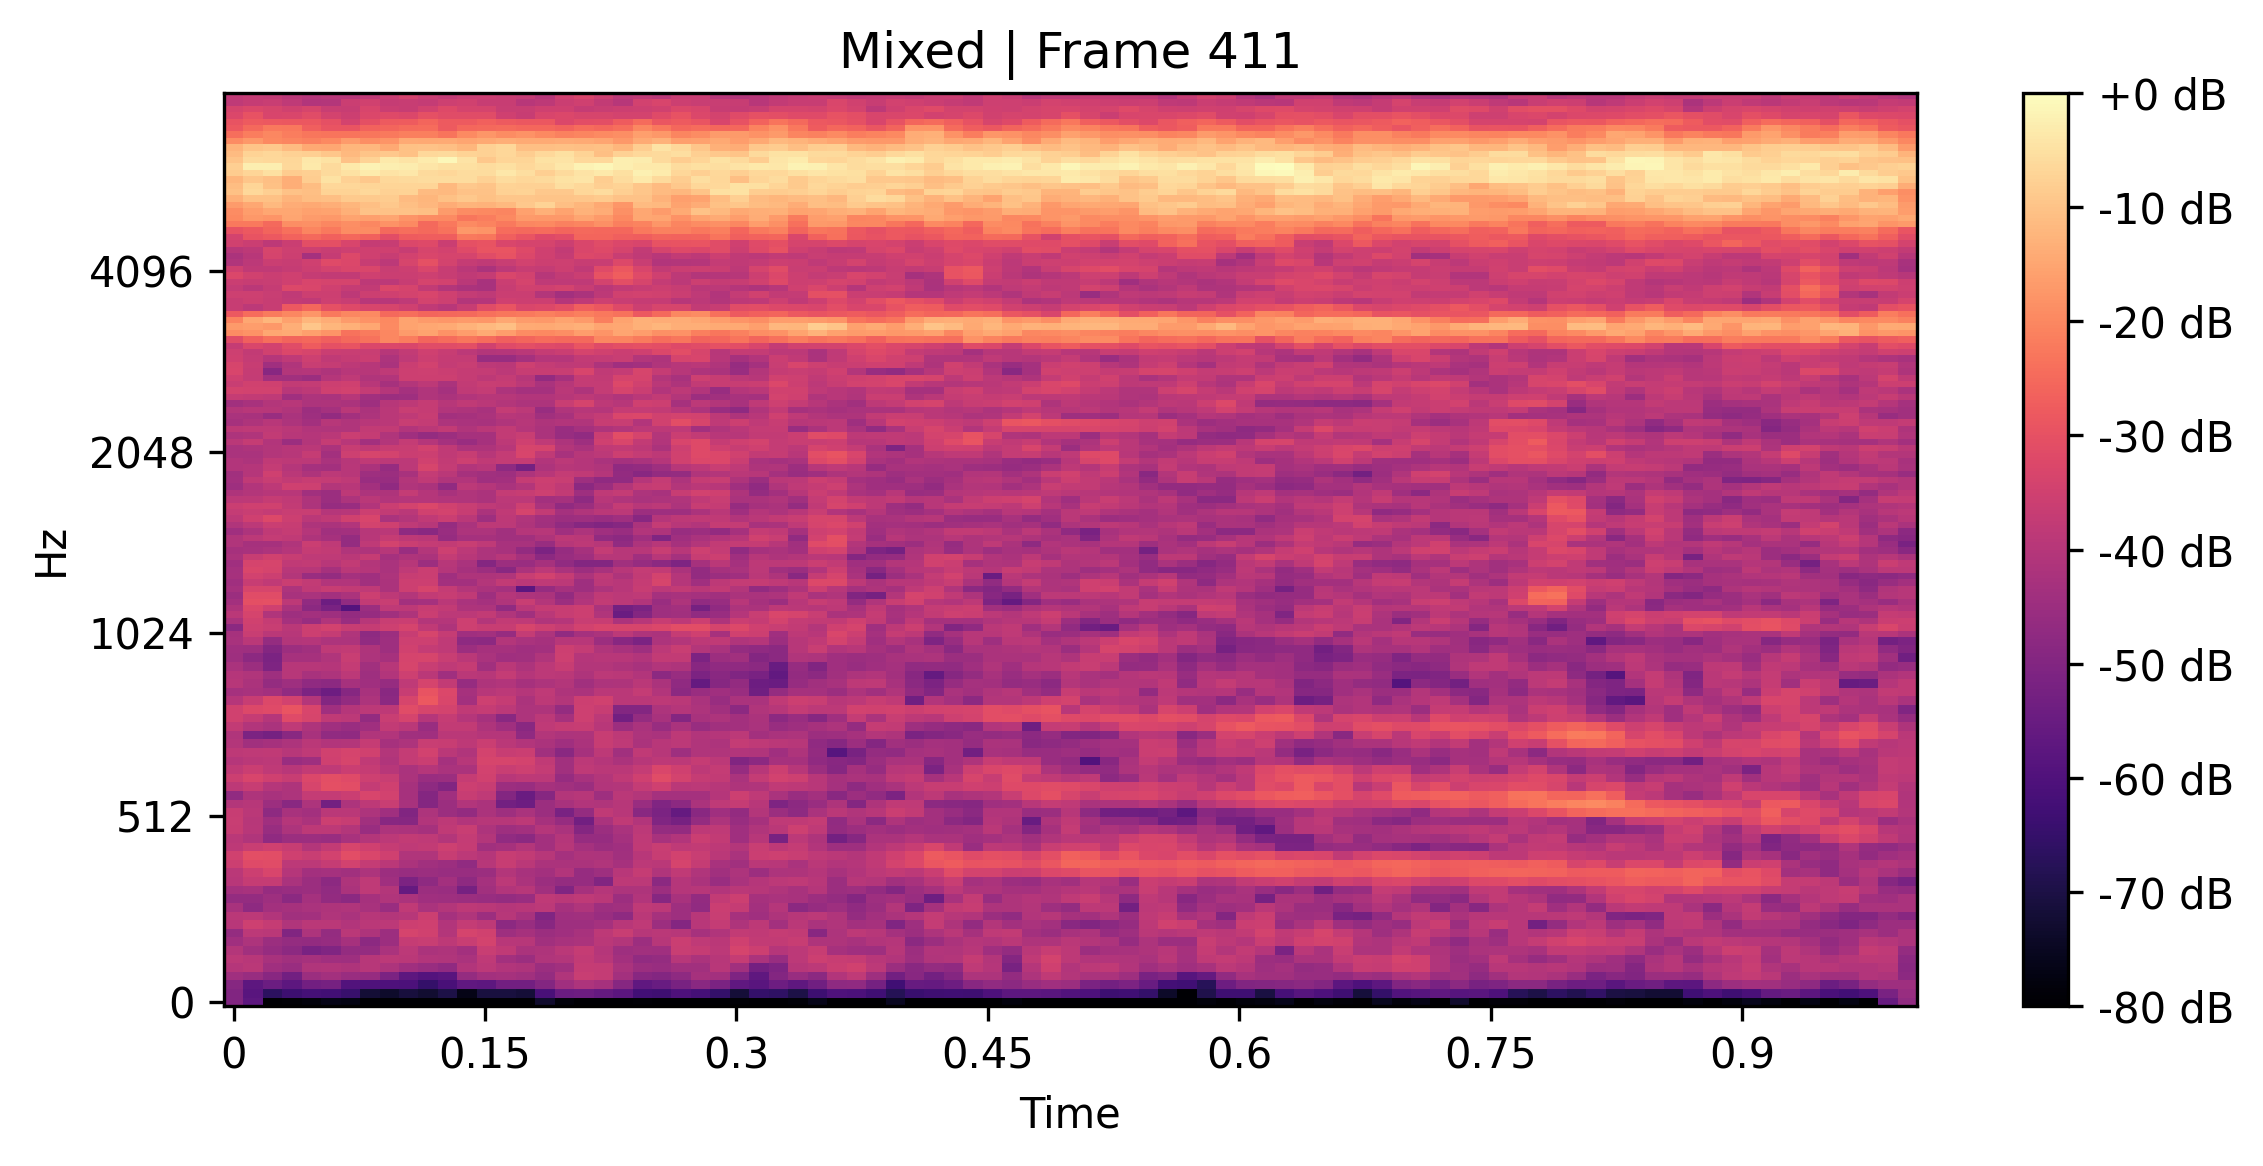 Mixed | Frame 411
Hz
4096
2048
1024
512
0
0 0.15 0.3 0.45 0.6 0.75 0.9
Time
+0 dB
-10 dB
-20 dB
-30 dB
-40 dB
-50 dB
-60 dB
-70 dB
-80 dB